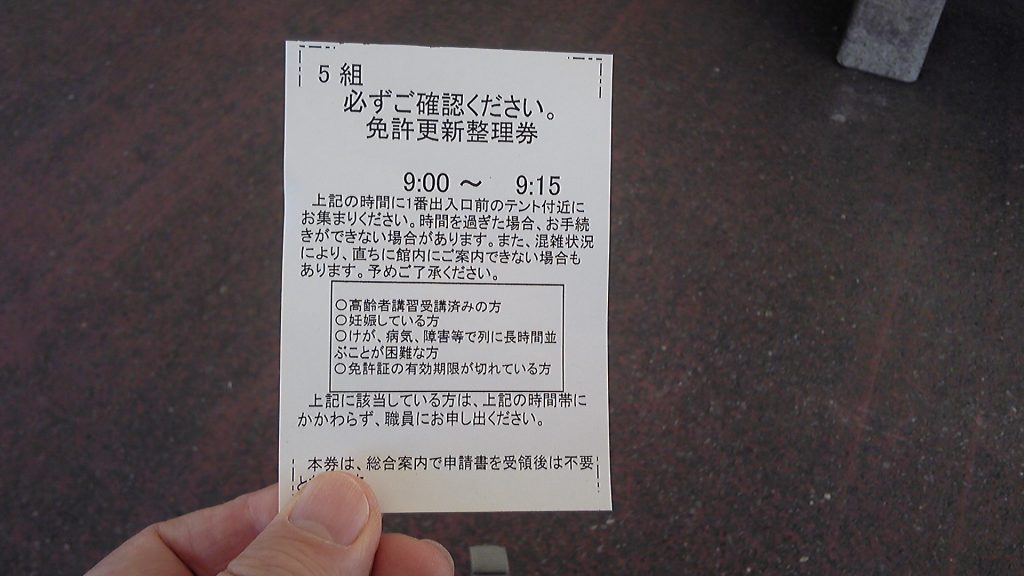 5 組
必ずご確認ください。
免許更新整理券
9:00 ～ 9:15
上記の時間に1番出入口前のテント付近に
お集まりください。時間を過ぎた場合、お手続
きができない場合があります。また、混雑状況
により、直ちに館内にご案内できない場合も
あります。予めご了承ください。
○高齢者講習受講済みの方
○妊娠している方
○けが、病気、障害等で列に長時間並
ぶことが困難な方
○免許証の有効期限が切れている方
上記に該当している方は、上記の時間帯に
かかわらず、職員にお申し出ください。
本券は、総合案内で申請書を受領後は不要